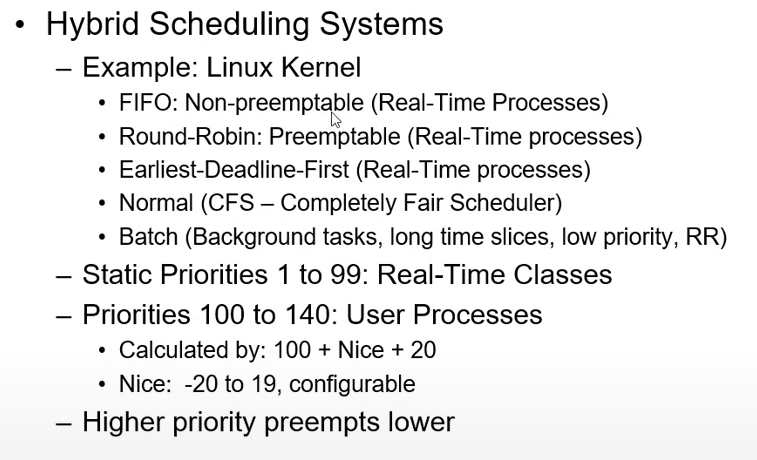 • Hybrid Scheduling Systems
– Example: Linux Kernel
• FIFO: Non-preemptable (Real-Time Processes)
• Round-Robin: Preemptable (Real-Time processes)
• Earliest-Deadline-First (Real-Time processes)
• Normal (CFS – Completely Fair Scheduler)
• Batch (Background tasks, long time slices, low priority, RR)
– Static Priorities 1 to 99: Real-Time Classes
– Priorities 100 to 140: User Processes
• Calculated by: 100 + Nice + 20
• Nice:  -20 to 19, configurable
– Higher priority preempts lower